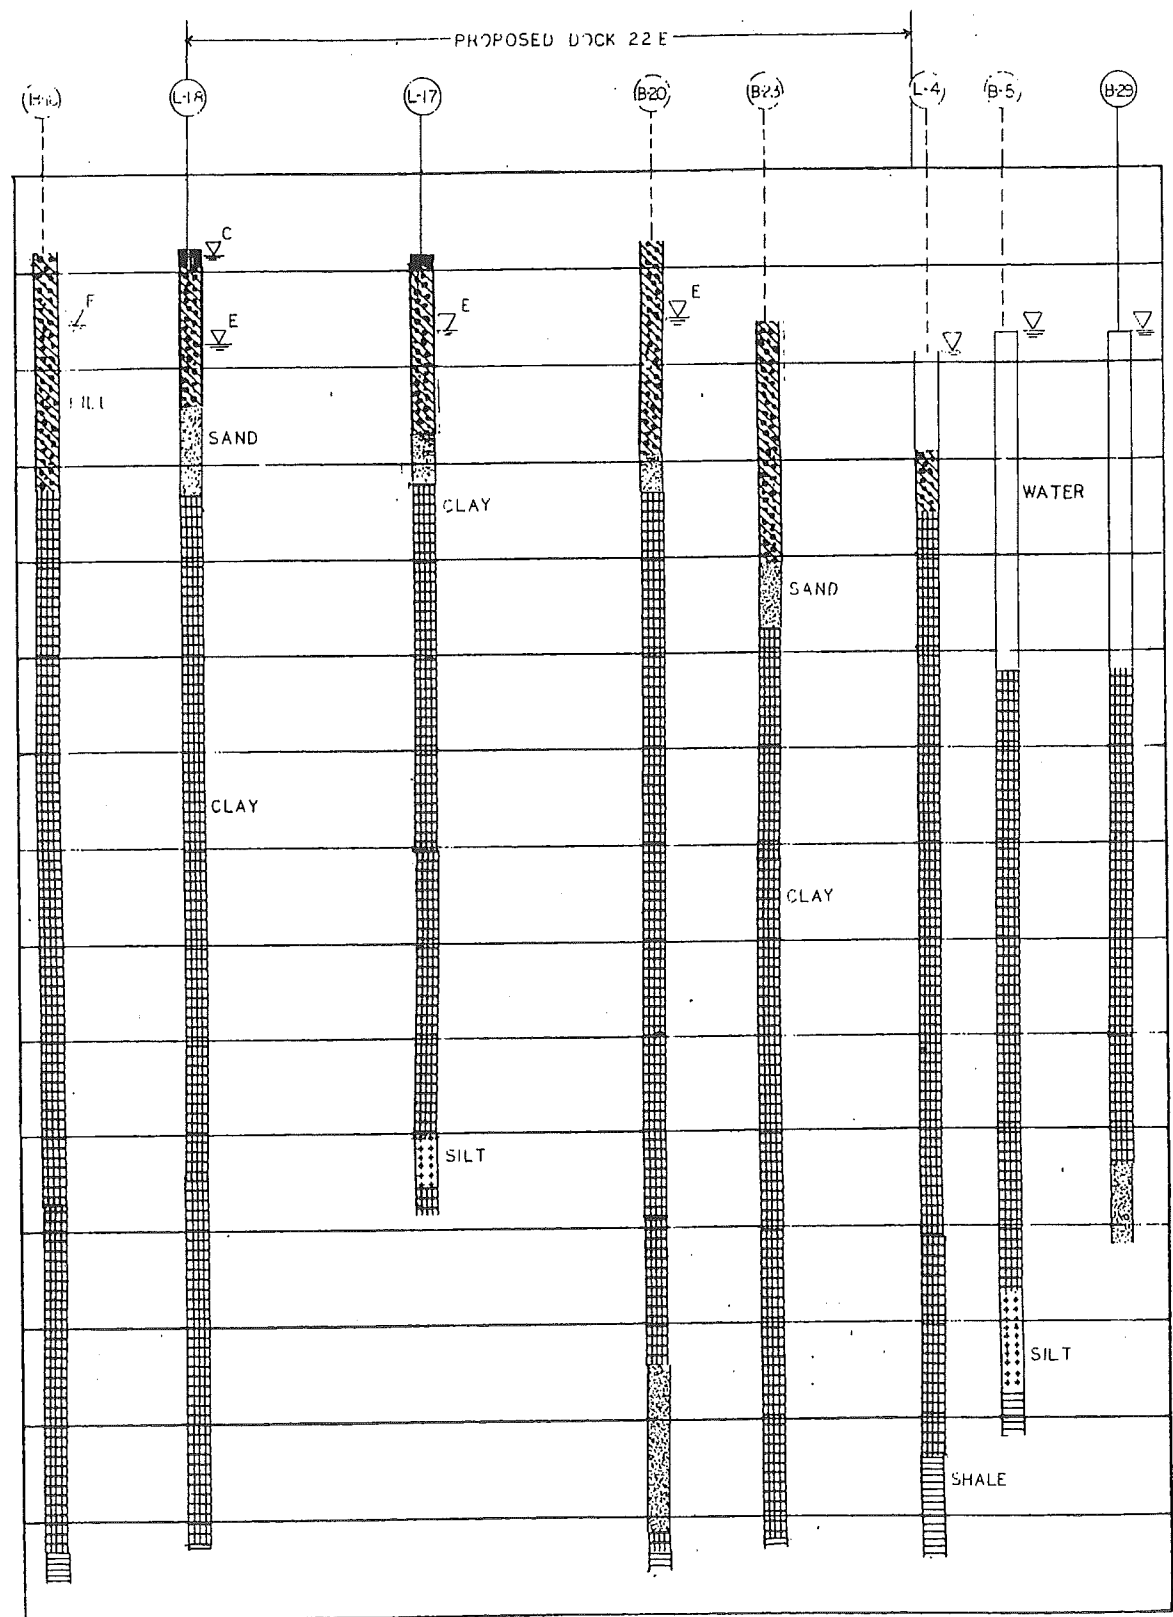 PROPOSED DOCK 22E
L-18
L-17
B-20
B-23
L-4
B-5
B-29
C
F
E
E
E
FILL
SAND
CLAY
WATER
SAND
CLAY
CLAY
SILT
SILT
SHALE